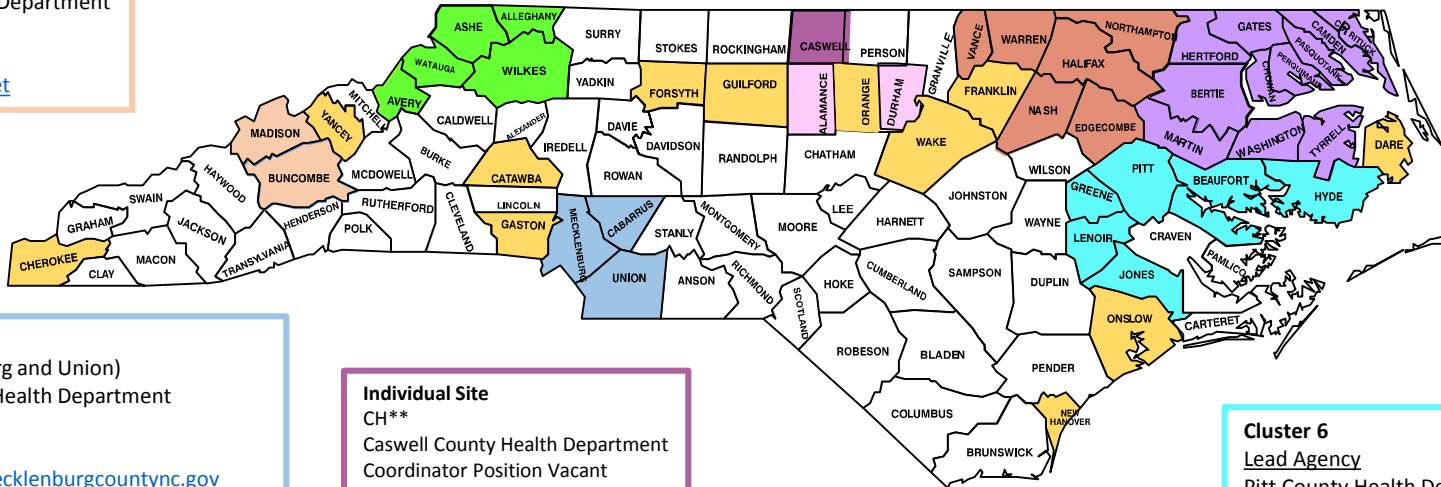 Department
et
ASHE
ALLEGHANY
SURRY
STOKES
ROCKINGHAM
CASWELL
PERSON
GRANVILLE
VANCE
WARREN
NORTHAMPTON
GATES
CAMDEN
CURRITUCK
PASQUOTANK
PERQUIMANS
CHOWAN
HERTFORD
HALIFAX
WATAUGA
WILKES
YADKIN
FORSYTH
GUILFORD
ALAMANCE
ORANGE
DURHAM
FRANKLIN
NASH
BERTIE
MITCHELL
AVERY
CALDWELL
ALEXANDER
IREDELL
DAVIE
DAVIDSON
RANDOLPH
CHATHAM
WAKE
EDGECOMBE
MARTIN
WASHINGTON
TYRRELL
DARE
MADISON
YANCEY
BUNCOMBE
MCDOWELL
BURKE
CATAWBA
ROWAN
JOHNSTON
WILSON
PITT
BEAUFORT
HYDE
GREENE
HAYWOOD
SWAIN
GRAHAM
JACKSON
HENDERSON
RUTHERFORD
POLK
CLEVELAND
LINCOLN
GASTON
MECKLENBURG
CABARRUS
STANLY
MONTGOMERY
MOORE
LEE
HARNETT
WAYNE
LENOIR
CRAVEN
PAMLICO
JONES
CHEROKEE
CLAY
MACON
TRANSYLVANIA
UNION
ANSON
RICHMOND
SCOTLAND
HOKE
CUMBERLAND
SAMPSON
DUPLIN
ONSLOW
CARTERET
ROBESON
BLADEN
PENDER
COLUMBUS
NEW
HANOVER
BRUNSWICK
rg and Union)
Health Department
ecklenburgcountync.gov
Individual Site
CH**
Caswell County Health Department
Coordinator Position Vacant
Cluster 6
Lead Agency
Pitt County Health De